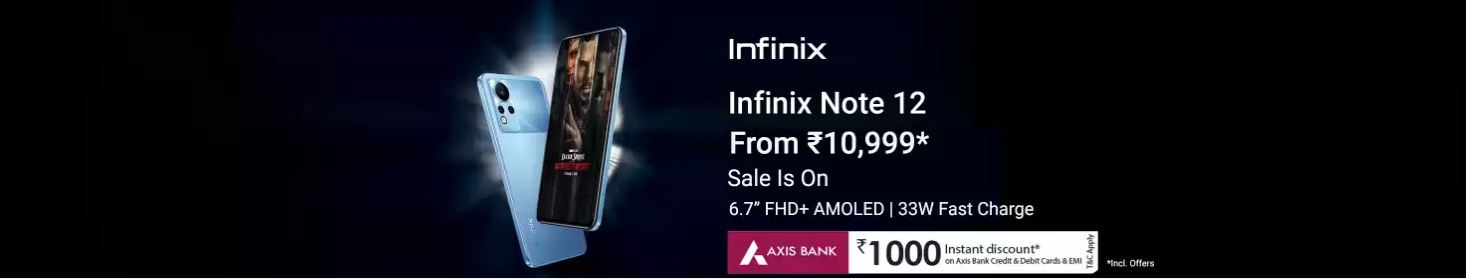 Infinix
Infinix Note 12
From ₹10,999*
Sale Is On
6.7” FHD+ AMOLED | 33W Fast Charge
AXIS BANK
₹1000 Instant discount*
on Axis Bank Credit & Debit Cards & EMI
T&C Apply
*Incl. Offers